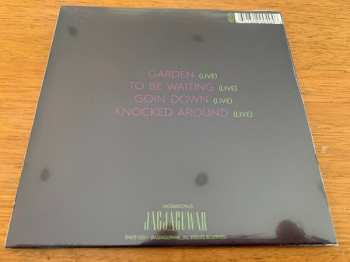 GARDEN (LIVE)
TO BE WAITING (LIVE)
GOIN DOWN (LIVE)
KNOCKED AROUND (LIVE)
JAGJAGUWAR